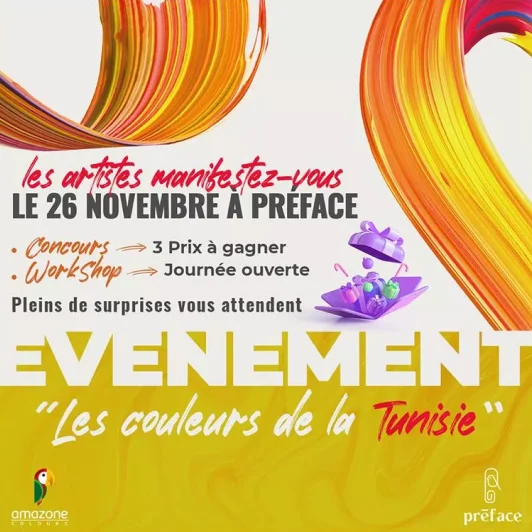 les artistes manifestez-vous
LE 26 NOVEMBRE À PRÉFACE
• Concours → 3 Prix à gagner
• WorkShop → Journée ouverte
Pleins de surprises vous attendent
EVENEMENT
"Les couleurs de la Tunisie"
amazone
COLOURS
préface